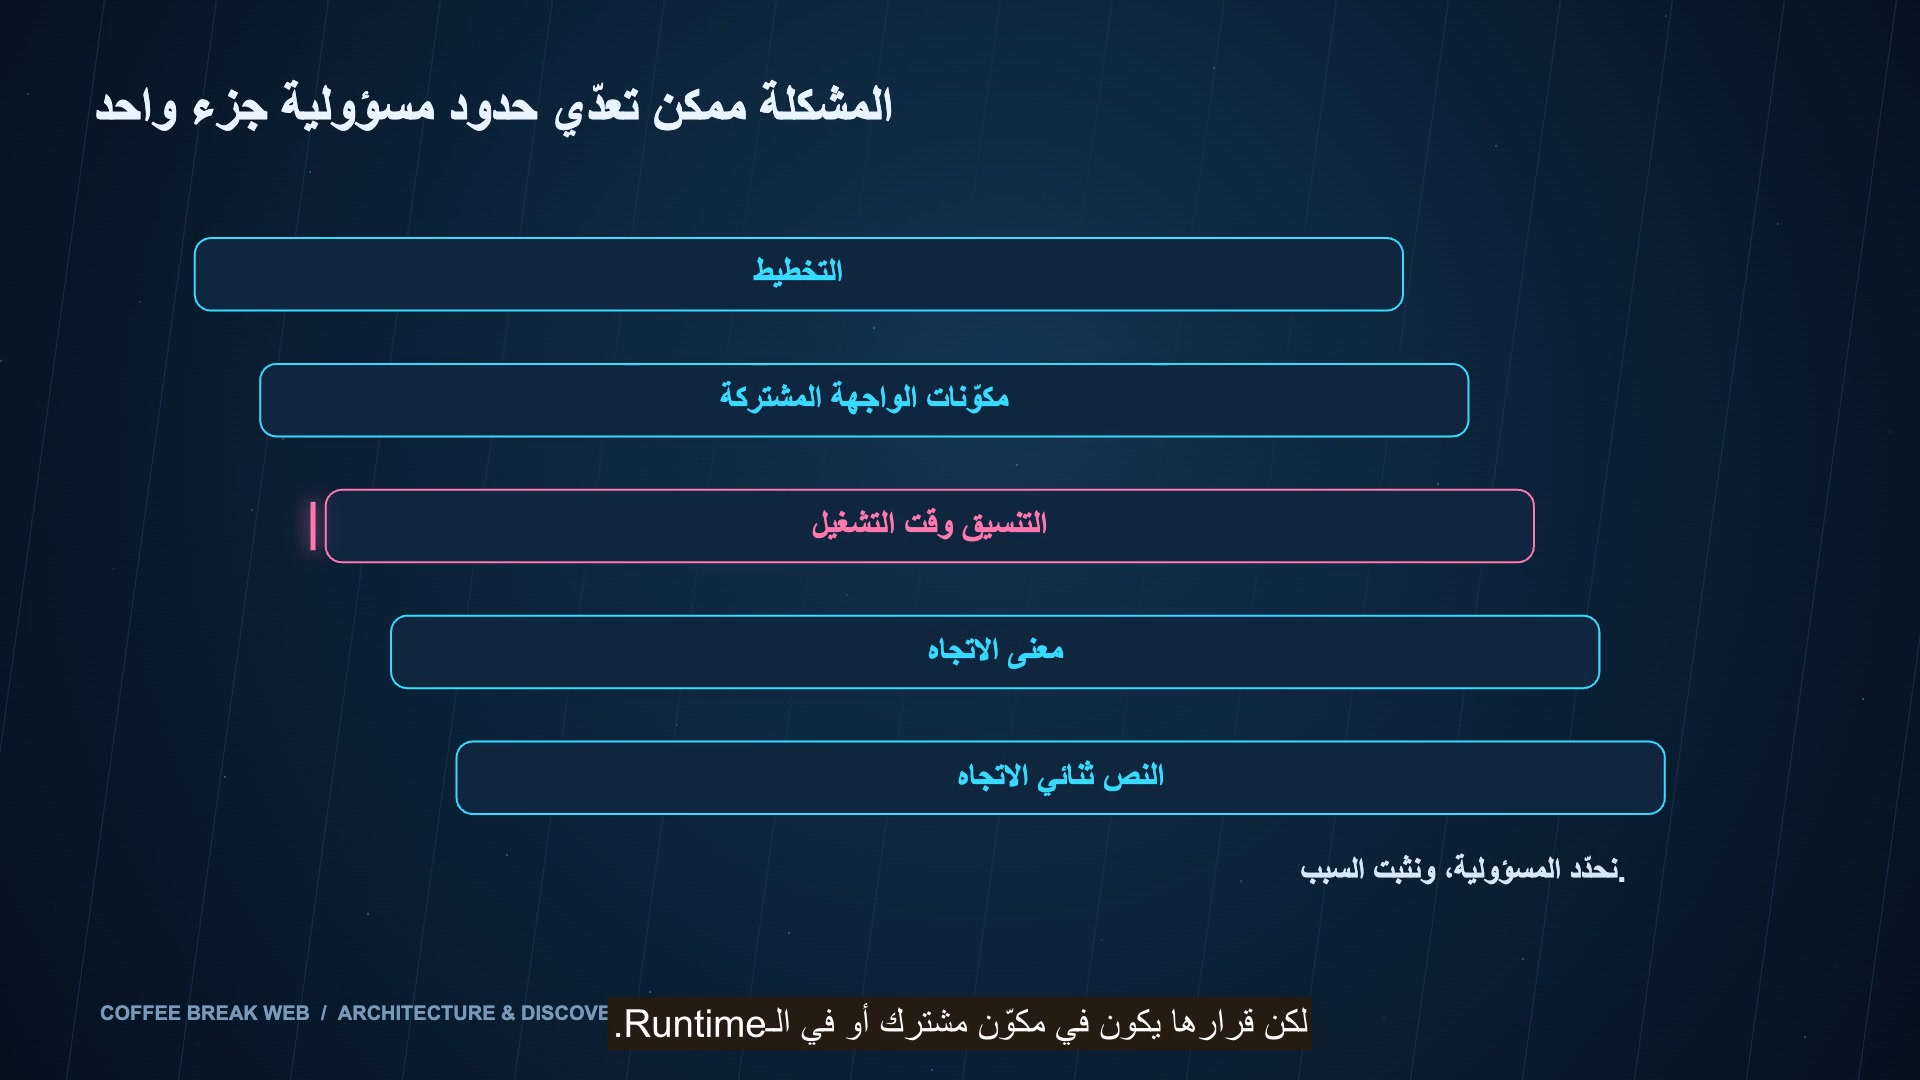 المشكلة ممكن تعدّي حدود مسؤولية جزء واحد
التخطيط
مكوّنات الواجهة المشتركة
التنسيق وقت التشغيل
معنى الاتجاه
النص ثنائي الاتجاه
نحدّد المسؤولية، ونثبت السبب.
COFFEE BREAK WEB / ARCHITECTURE & DISCOVE
لكن قرارها يكون في مكوّن مشترك أو في الـRuntime.